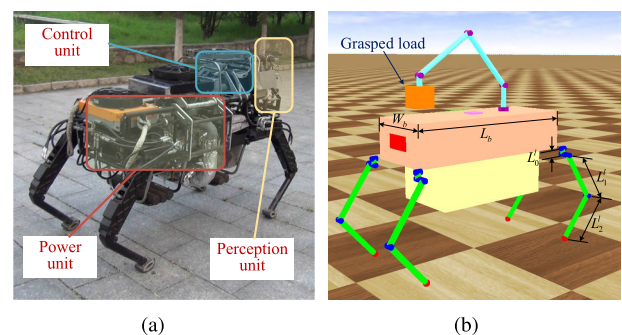 Control
unit
Power
unit
Perception
unit
(a)
Grasped load
W_b
L_b
L_0^l
L_1^l
L_2^l
(b)